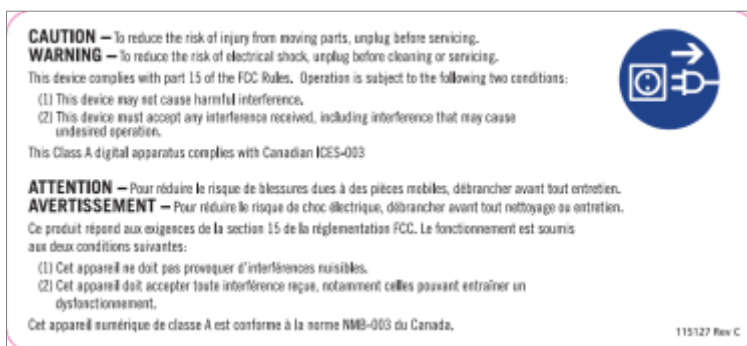 CAUTION – To reduce the risk of injury from moving parts, unplug before servicing.
WARNING – To reduce the risk of electrical shock, unplug before cleaning or servicing.
This device complies with part 15 of the FCC Rules. Operation is subject to the following two conditions:
(1) This device may not cause harmful interference.
(2) This device must accept any interference received, including interference that may cause
undesired operation.
This Class A digital apparatus complies with Canadian ICES-003
ATTENTION – Pour réduire le risque de blessures dues à des pièces mobiles, débrancher avant tout entretien.
AVERTISSEMENT – Pour réduire le risque de choc électrique, débrancher avant tout nettoyage ou entretien.
Ce produit répond aux exigences de la section 15 de la réglementation FCC. Le fonctionnement est soumis
aux deux conditions suivantes:
(1) Cet appareil ne doit pas provoquer d'interférences nuisibles.
(2) Cet appareil doit accepter toute interférence reçue, notamment celles pouvant entraîner un
dysfonctionnement.
Cet appareil numérique de classe A est conforme à la norme NMB-003 du Canada.
115127 Rev C